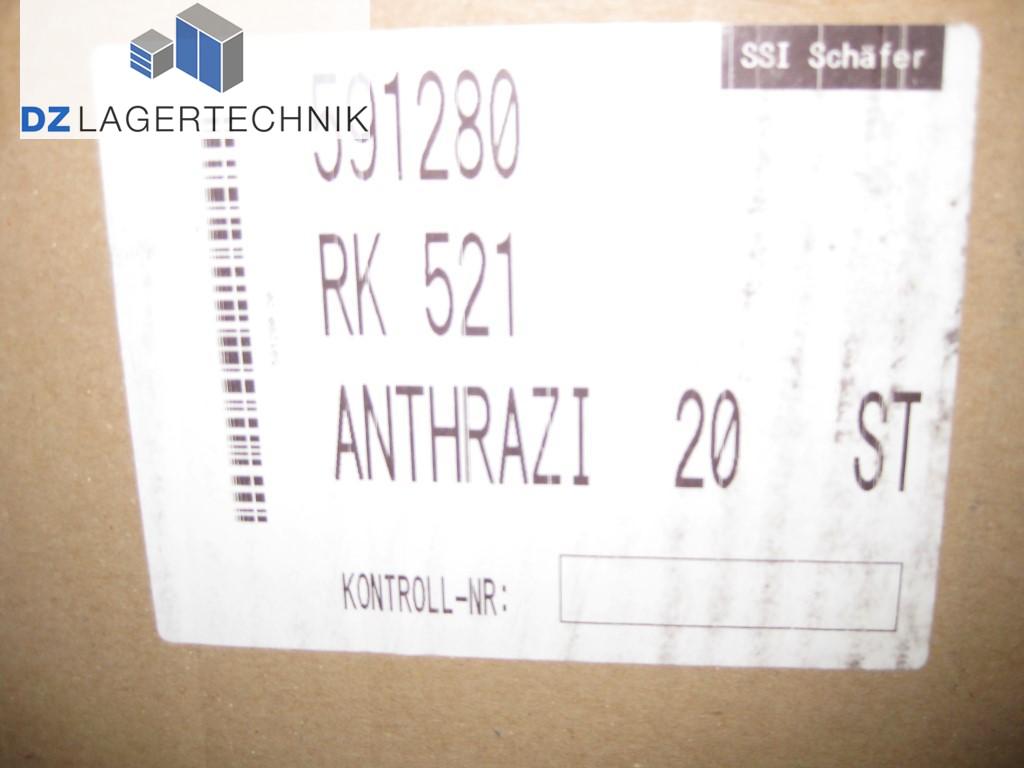 DZ LAGERTECHNIK
SSI Schäfer
591280
RK 521
ANTHRAZI 20 ST
KONTROLL-NR: